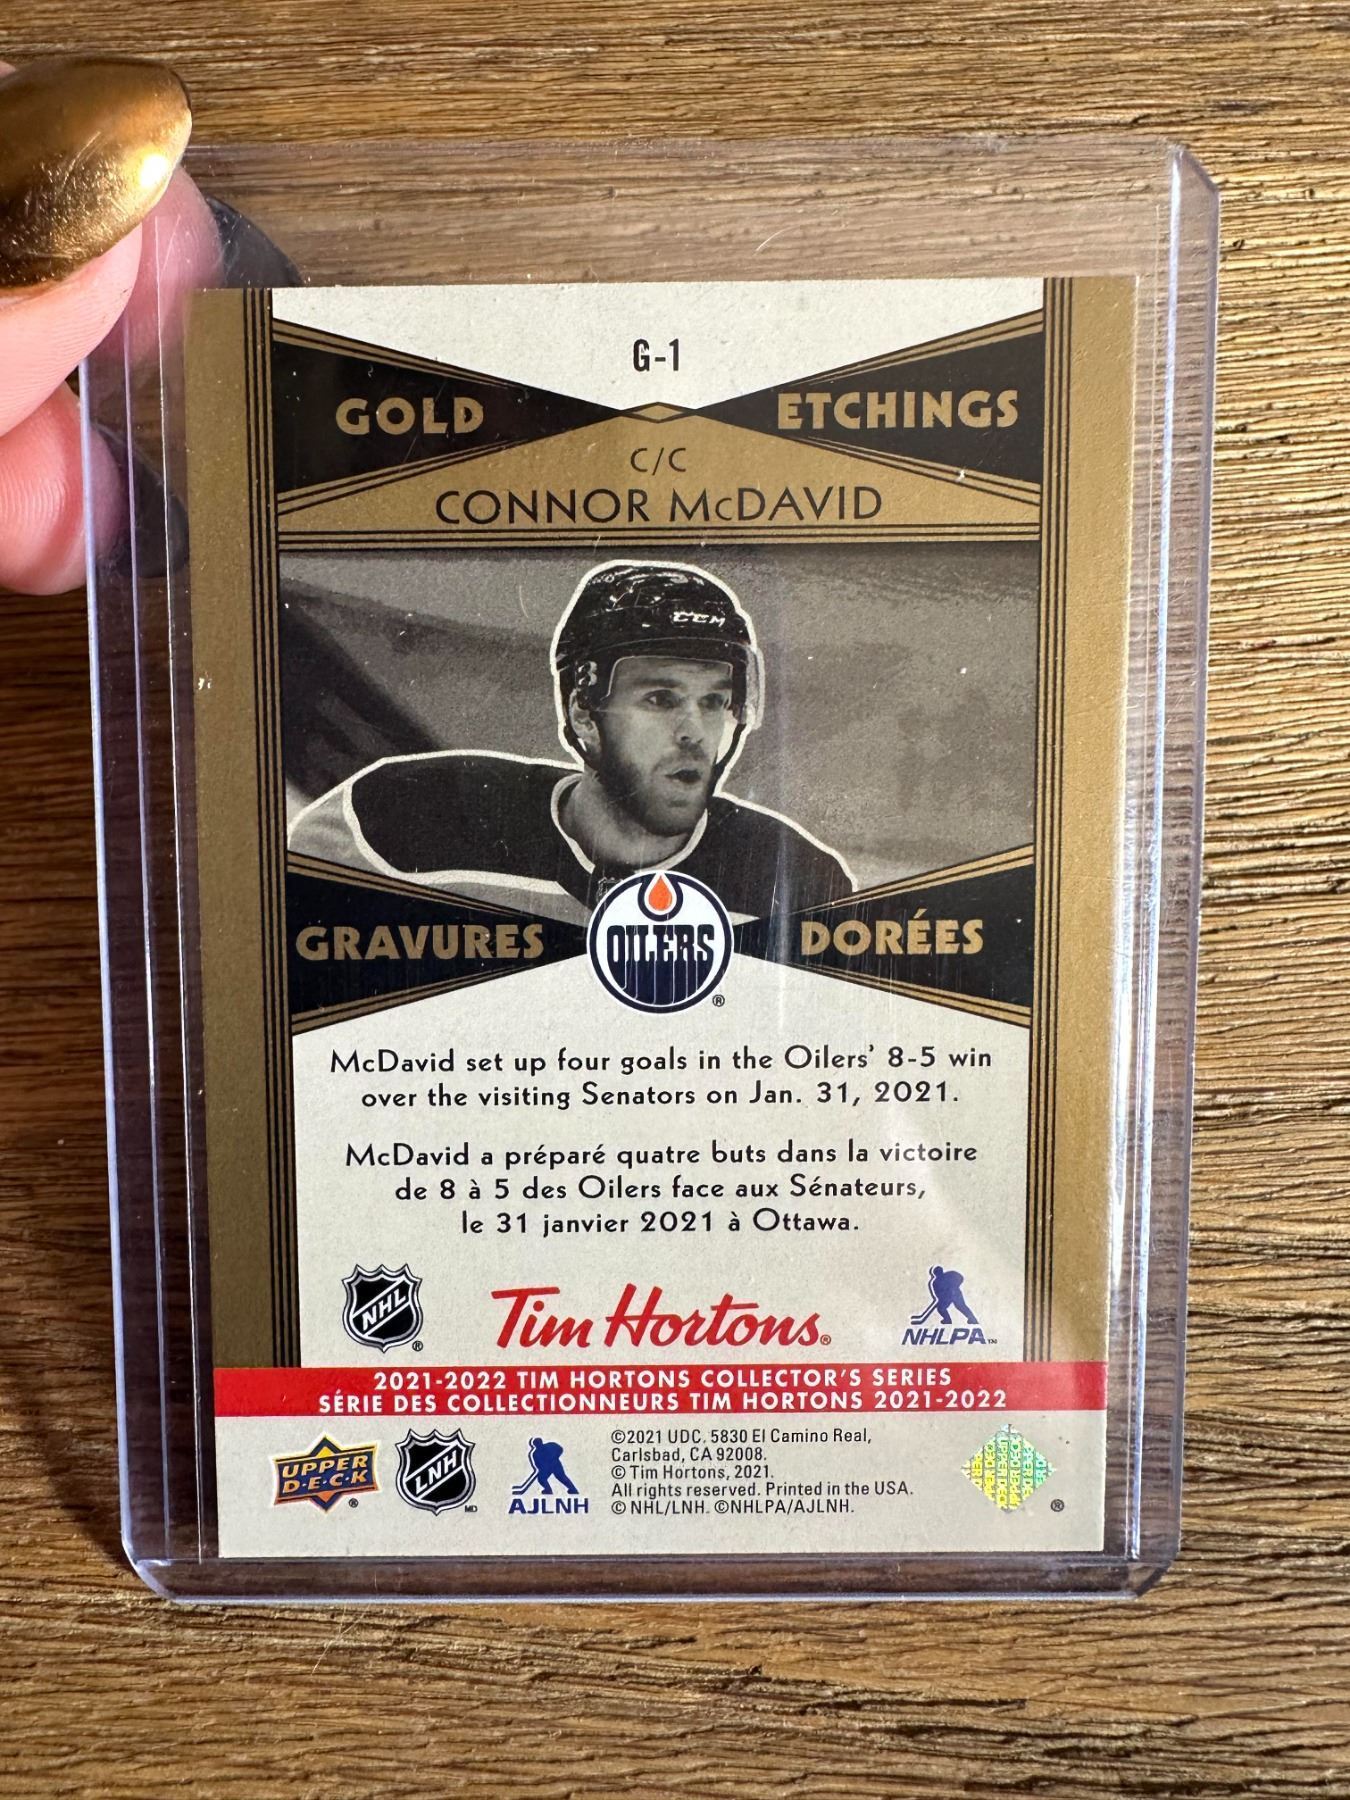 G-1
GOLD ETCHINGS
C/C
CONNOR McDAVID
CCM
GRAVURES DORÉES
OILERS
®
McDavid set up four goals in the Oilers' 8-5 win
over the visiting Senators on Jan. 31, 2021.
McDavid a préparé quatre buts dans la victoire
de 8 à 5 des Oilers face aux Sénateurs,
le 31 janvier 2021 à Ottawa.
NHL ® Tim Hortons® NHLPA™
2021-2022 TIM HORTONS COLLECTOR'S SERIES
SÉRIE DES COLLECTIONNEURS TIM HORTONS 2021-2022
UPPER
D·E·C·K ®
LNH MD
AJLNH
©2021 UDC. 5830 El Camino Real,
Carlsbad, CA 92008.
© Tim Hortons, 2021.
All rights reserved. Printed in the USA.
© NHL/LNH. ©NHLPA/AJLNH.
®